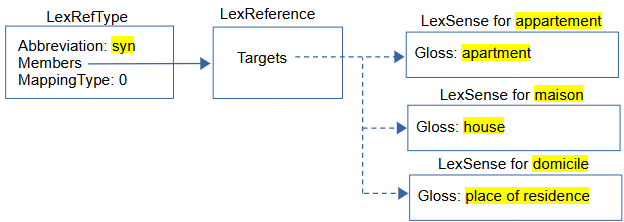 LexRefType
Abbreviation: syn
Members
MappingType: 0
LexReference
Targets
LexSense for appartement
Gloss: apartment
LexSense for maison
Gloss: house
LexSense for domicile
Gloss: place of residence